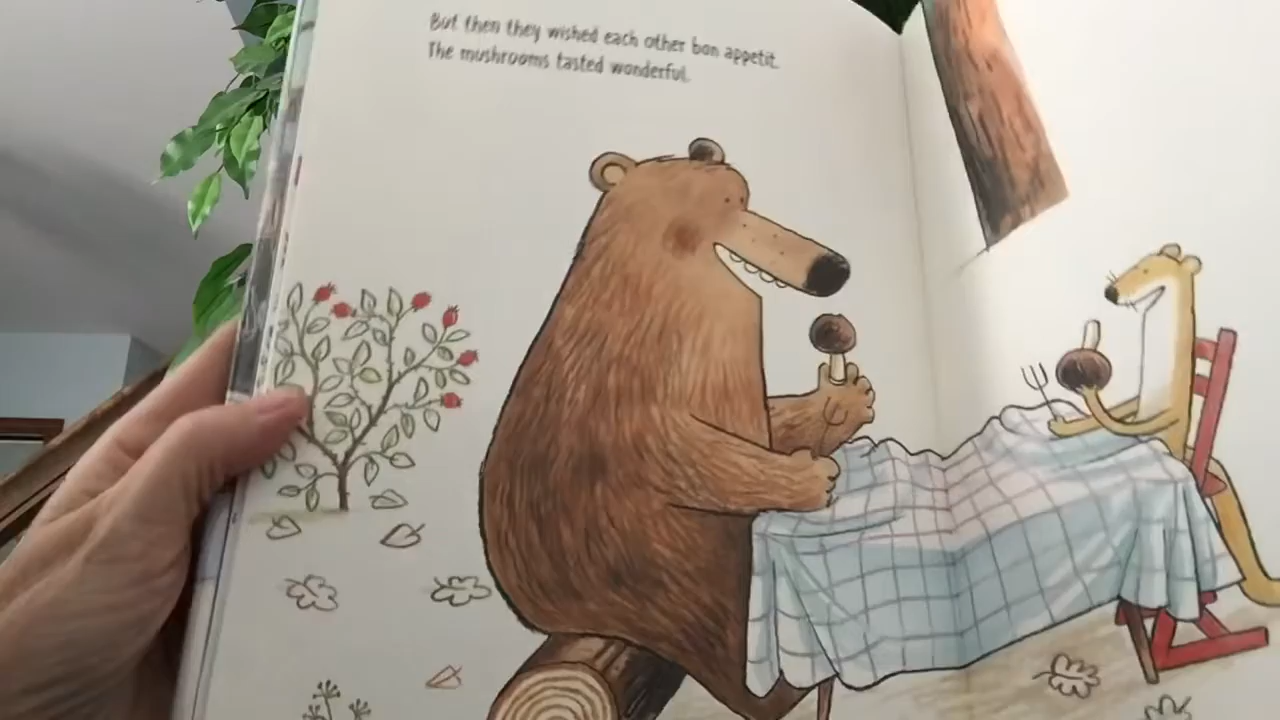 But then they wished each other bon appetit.
The mushrooms tasted wonderful.